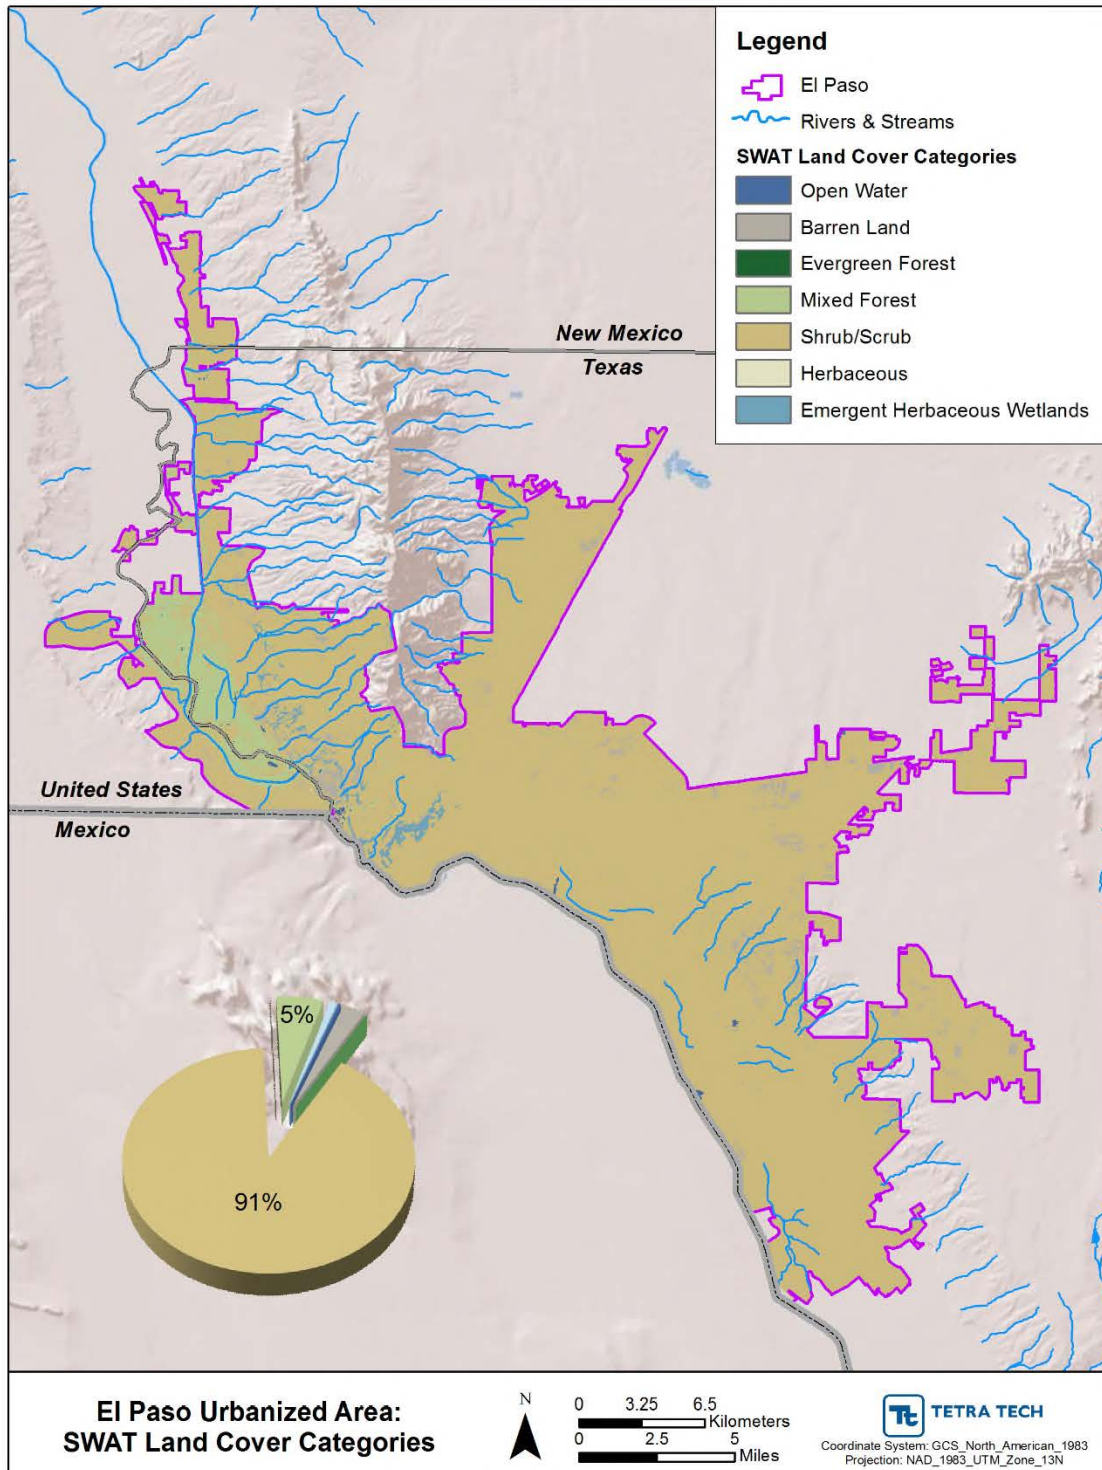 Legend
El Paso
Rivers & Streams
SWAT Land Cover Categories
Open Water
Barren Land
Evergreen Forest
Mixed Forest
Shrub/Scrub
Herbaceous
Emergent Herbaceous Wetlands
New Mexico
Texas
United States
Mexico
5%
91%
El Paso Urbanized Area:
SWAT Land Cover Categories
N
0 3.25 6.5
Kilometers
0 2.5 5
Miles
Tt TETRA TECH
Coordinate System: GCS_North_American_1983
Projection: NAD_1983_UTM_Zone_13N